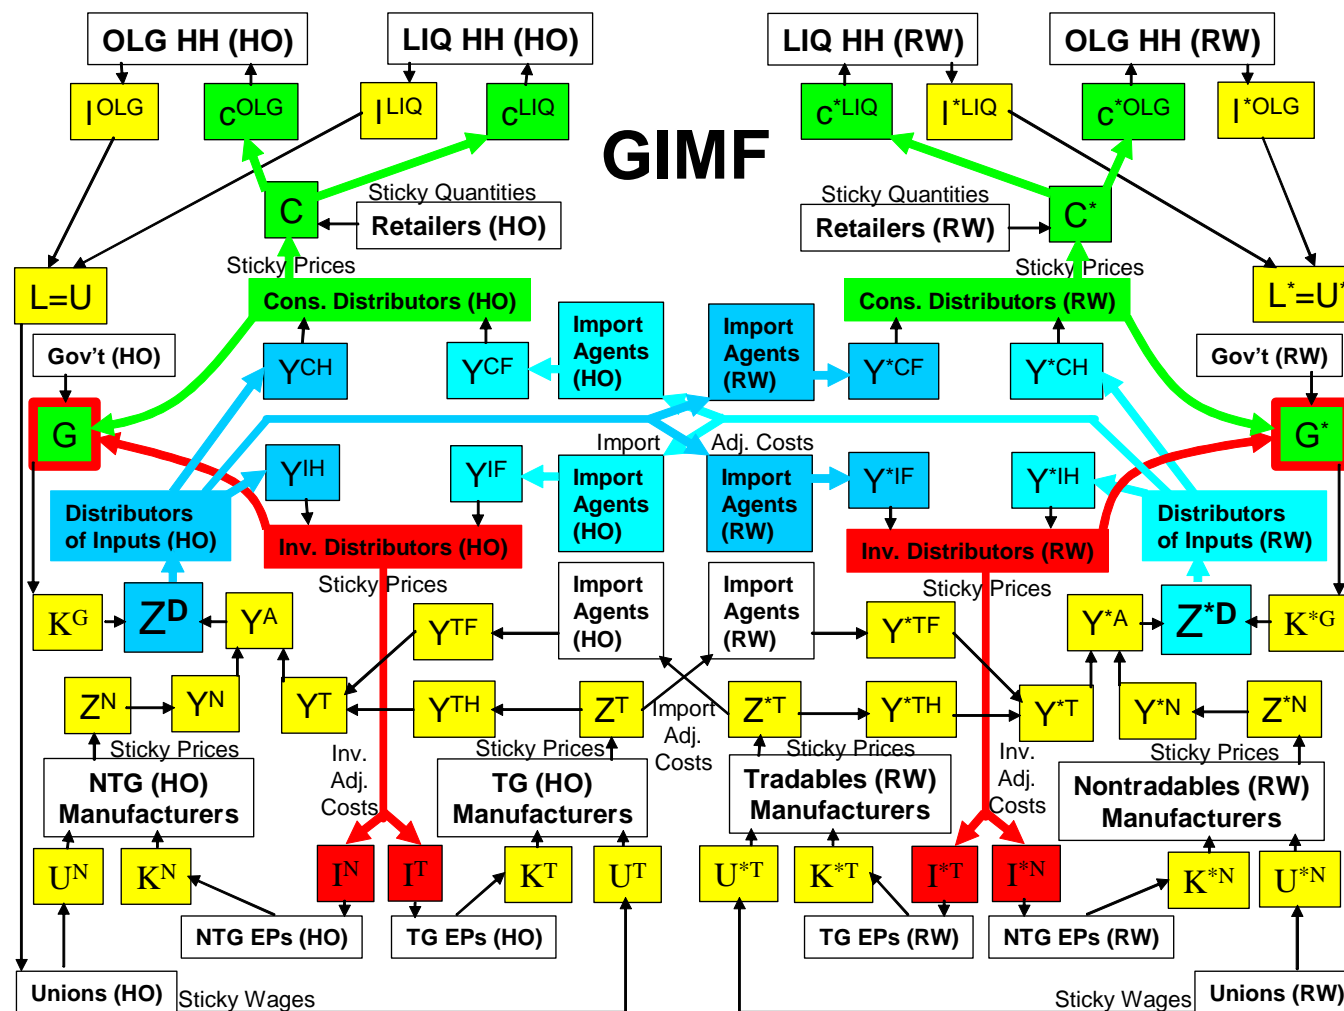 OLG HH (HO)
LIQ HH (HO)
LIQ HH (RW)
OLG HH (RW)
lOLG
cOLG
lLIQ
cLIQ
c*LIQ
l*LIQ
c*OLG
l*OLG
GIMF
C
Sticky Quantities
Retailers (HO)
Sticky Quantities
Retailers (RW)
C*
Sticky Prices
Sticky Prices
L=U
Cons. Distributors (HO)
Cons. Distributors (RW)
L*=U*
Import
Agents
(HO)
Import
Agents
(RW)
Gov't (HO)
YCH
YCF
Y*CF
Y*CH
Gov't (RW)
G
Import
Adj. Costs
G*
YIH
YIF
Import
Agents
(HO)
Import
Agents
(RW)
Y*IF
Y*IH
Distributors
of Inputs (HO)
Inv. Distributors (HO)
Inv. Distributors (RW)
Distributors
of Inputs (RW)
Sticky Prices
Sticky Prices
Import
Agents
(HO)
Import
Agents
(RW)
KG
ZD
YA
YTF
Y*TF
Y*A
Z*D
K*G
ZN
YN
YT
YTH
ZT
Import
Adj.
Costs
Z*T
Y*TH
Y*T
Y*N
Z*N
Sticky Prices
Inv.
Adj.
Costs
Sticky Prices
Sticky Prices
Inv.
Adj.
Costs
Sticky Prices
NTG (HO)
Manufacturers
TG (HO)
Manufacturers
Tradables (RW)
Manufacturers
Nontradables (RW)
Manufacturers
UN
KN
IN
IT
KT
UT
U*T
K*T
I*T
I*N
K*N
U*N
NTG EPs (HO)
TG EPs (HO)
TG EPs (RW)
NTG EPs (RW)
Unions (HO)
Sticky Wages
Sticky Wages
Unions (RW)